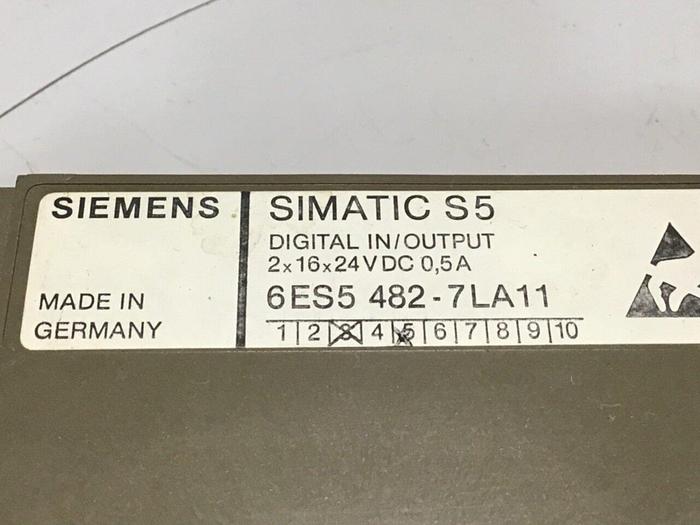 SIEMENS
SIMATIC S5
DIGITAL IN/OUTPUT
2x16x24VDC 0,5A
6ES5 482-7LA11
1|2|3|4|5|6|7|8|9|10
MADE IN
GERMANY